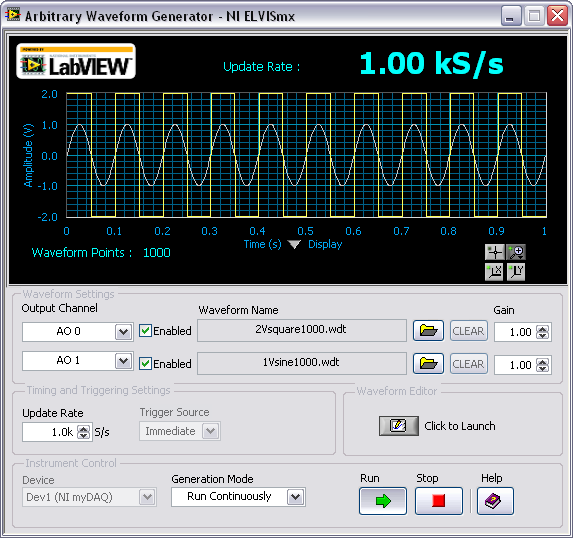 Arbitrary Waveform Generator - NI ELVISmx
POWERED BY
NATIONAL INSTRUMENTS
LabVIEW™
Update Rate : 1.00 kS/s
Amplitude (V)
2.0
1.0
0.0
-1.0
-2.0
0 0.1 0.2 0.3 0.4 0.5 0.6 0.7 0.8 0.9 1
Time (s) Display
Waveform Points : 1000
X
Y
Waveform Settings
Output Channel Waveform Name Gain
AO 0 Enabled 2Vsquare1000.wdt CLEAR 1.00
AO 1 Enabled 1Vsine1000.wdt CLEAR 1.00
Timing and Triggering Settings
Update Rate Trigger Source
1.0k S/s Immediate
Waveform Editor
Click to Launch
Instrument Control
Device Generation Mode Run Stop Help
Dev1 (NI myDAQ) Run Continuously